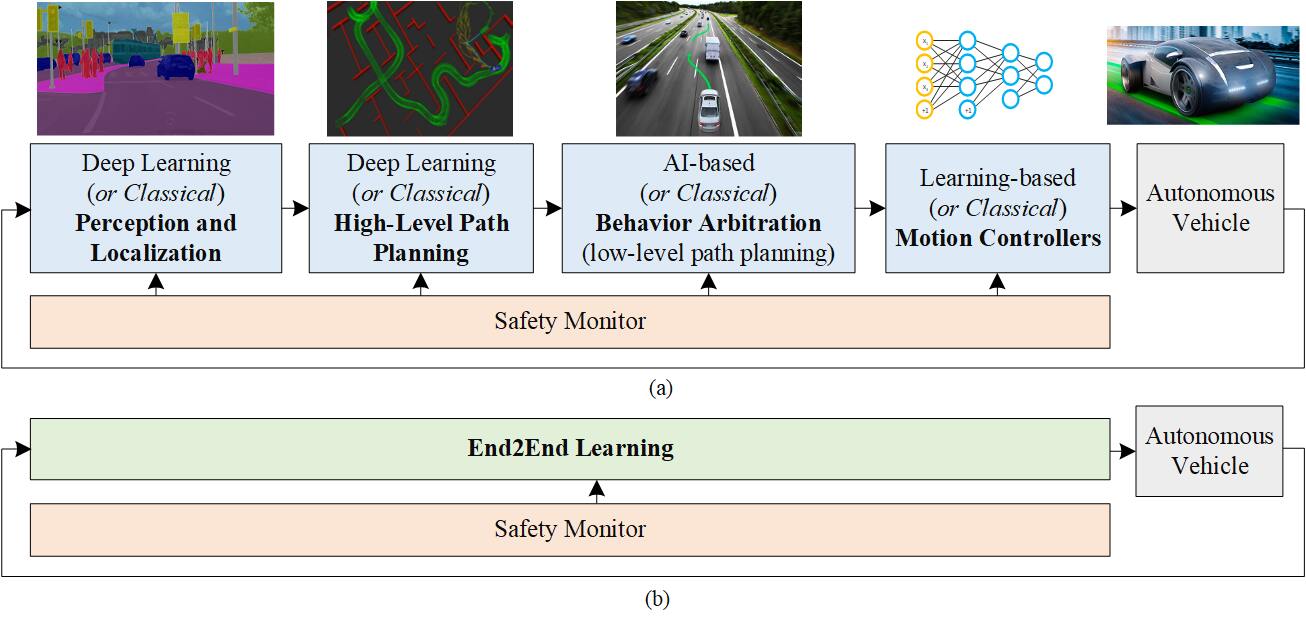 Deep Learning
(or Classical)
Perception and
Localization
Deep Learning
(or Classical)
High-Level Path
Planning
AI-based
(or Classical)
Behavior Arbitration
(low-level path planning)
Learning-based
(or Classical)
Motion Controllers
Autonomous
Vehicle
Safety Monitor
(a)
End2End Learning
Autonomous
Vehicle
Safety Monitor
(b)